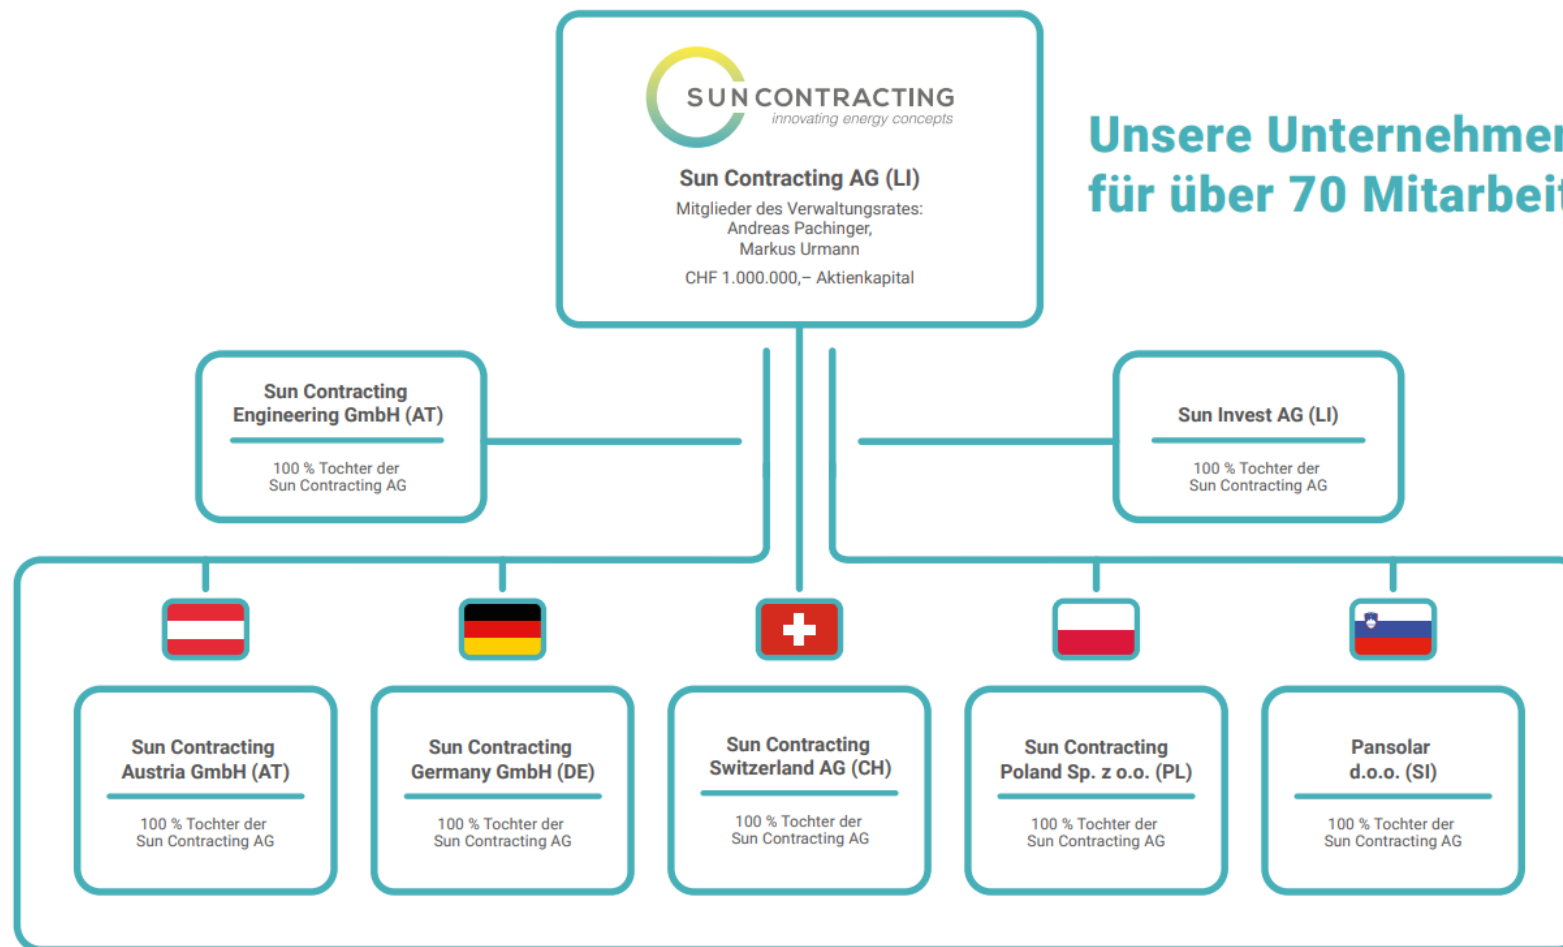 SUN CONTRACTING
innovating energy concepts
Sun Contracting AG (LI)
Mitglieder des Verwaltungsrates:
Andreas Pachinger,
Markus Urmann
CHF 1.000.000,– Aktienkapital
Unsere Unternehmen
für über 70 Mitarbeit
Sun Contracting
Engineering GmbH (AT)
100 % Tochter der
Sun Contracting AG
Sun Invest AG (LI)
100 % Tochter der
Sun Contracting AG
Sun Contracting
Austria GmbH (AT)
100 % Tochter der
Sun Contracting AG
Sun Contracting
Germany GmbH (DE)
100 % Tochter der
Sun Contracting AG
Sun Contracting
Switzerland AG (CH)
100 % Tochter der
Sun Contracting AG
Sun Contracting
Poland Sp. z o.o. (PL)
100 % Tochter der
Sun Contracting AG
Pansolar
d.o.o. (SI)
100 % Tochter der
Sun Contracting AG